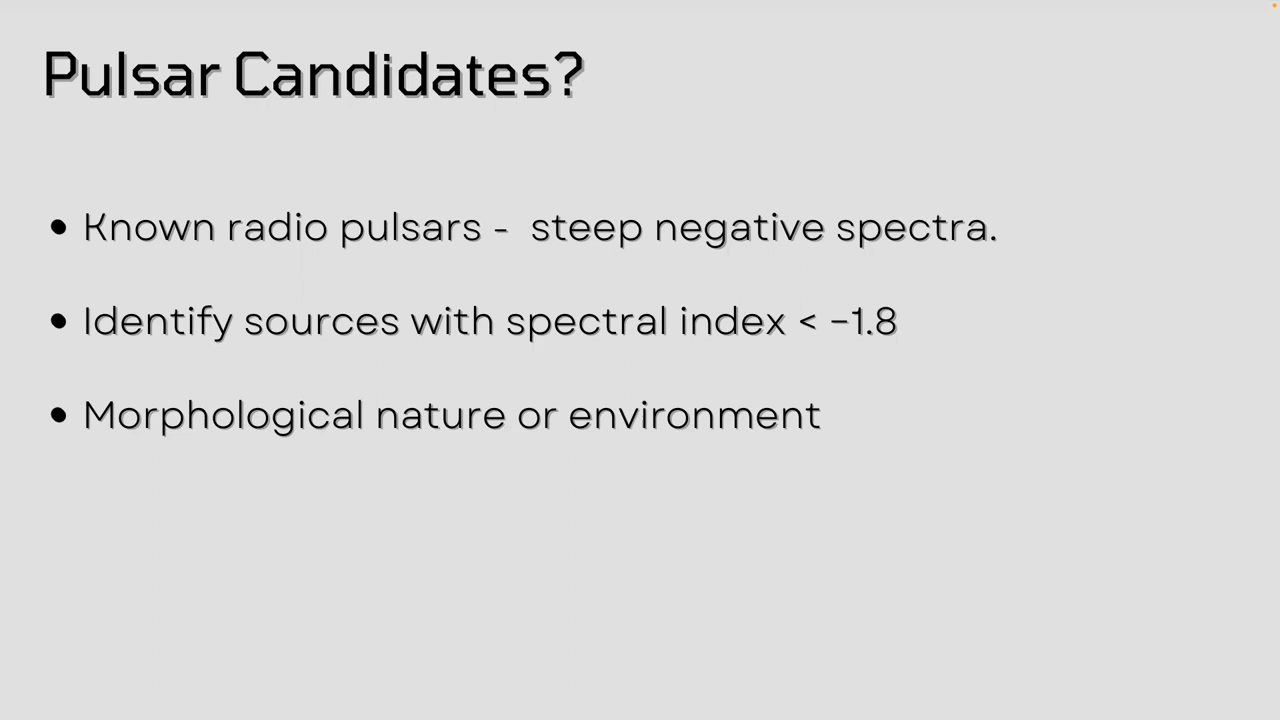 Pulsar Candidates?
• Known radio pulsars -  steep negative spectra.
• Identify sources with spectral index < −1.8
• Morphological nature or environment